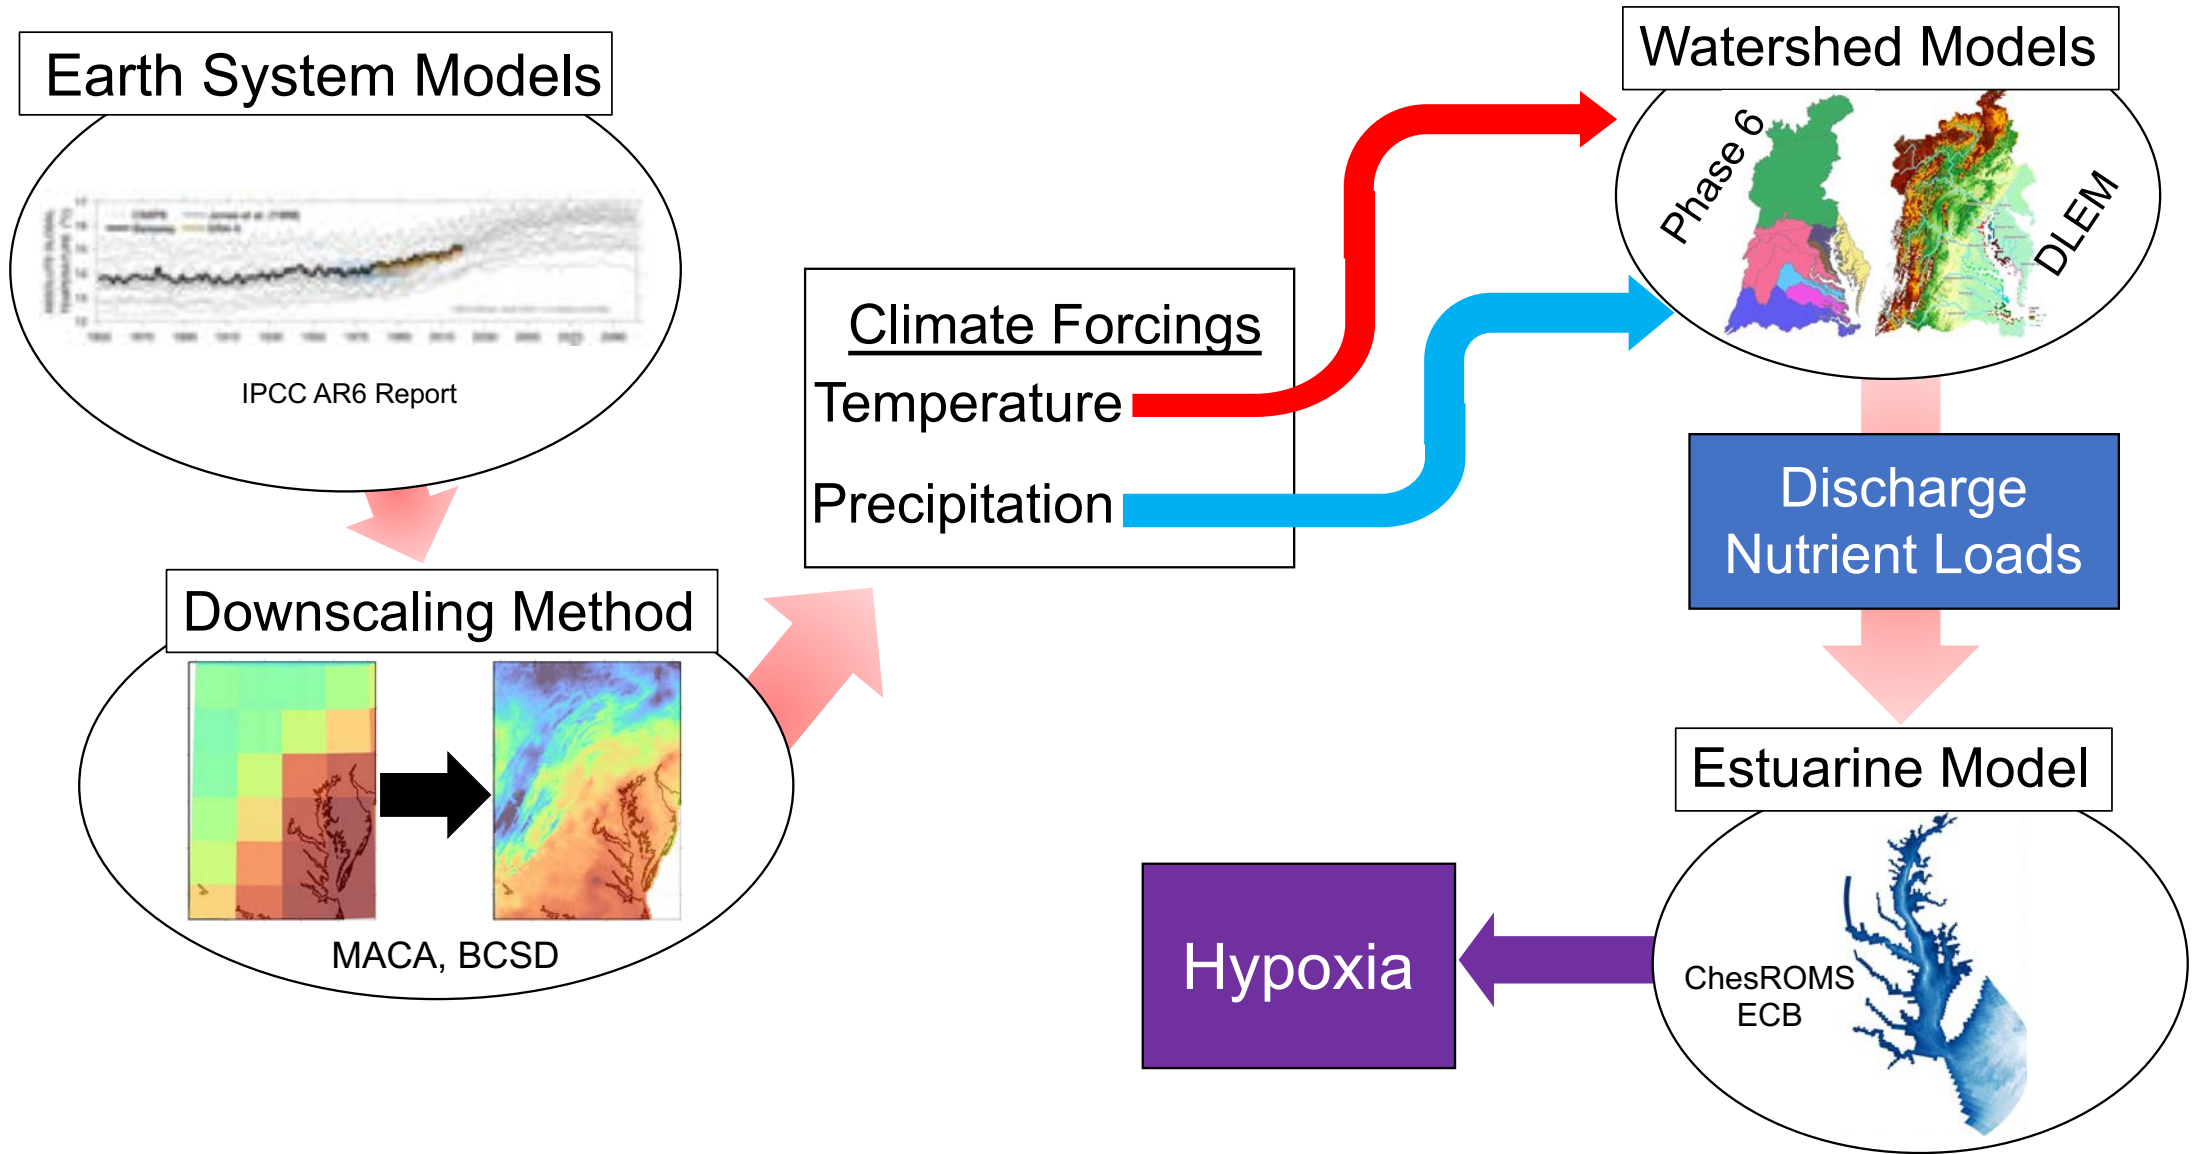 Earth System Models
IPCC AR6 Report
Downscaling Method
MACA, BCSD
Climate Forcings
Temperature
Precipitation
Watershed Models
Phase 6
DLEM
Discharge
Nutrient Loads
Estuarine Model
ChesROMS
ECB
Hypoxia